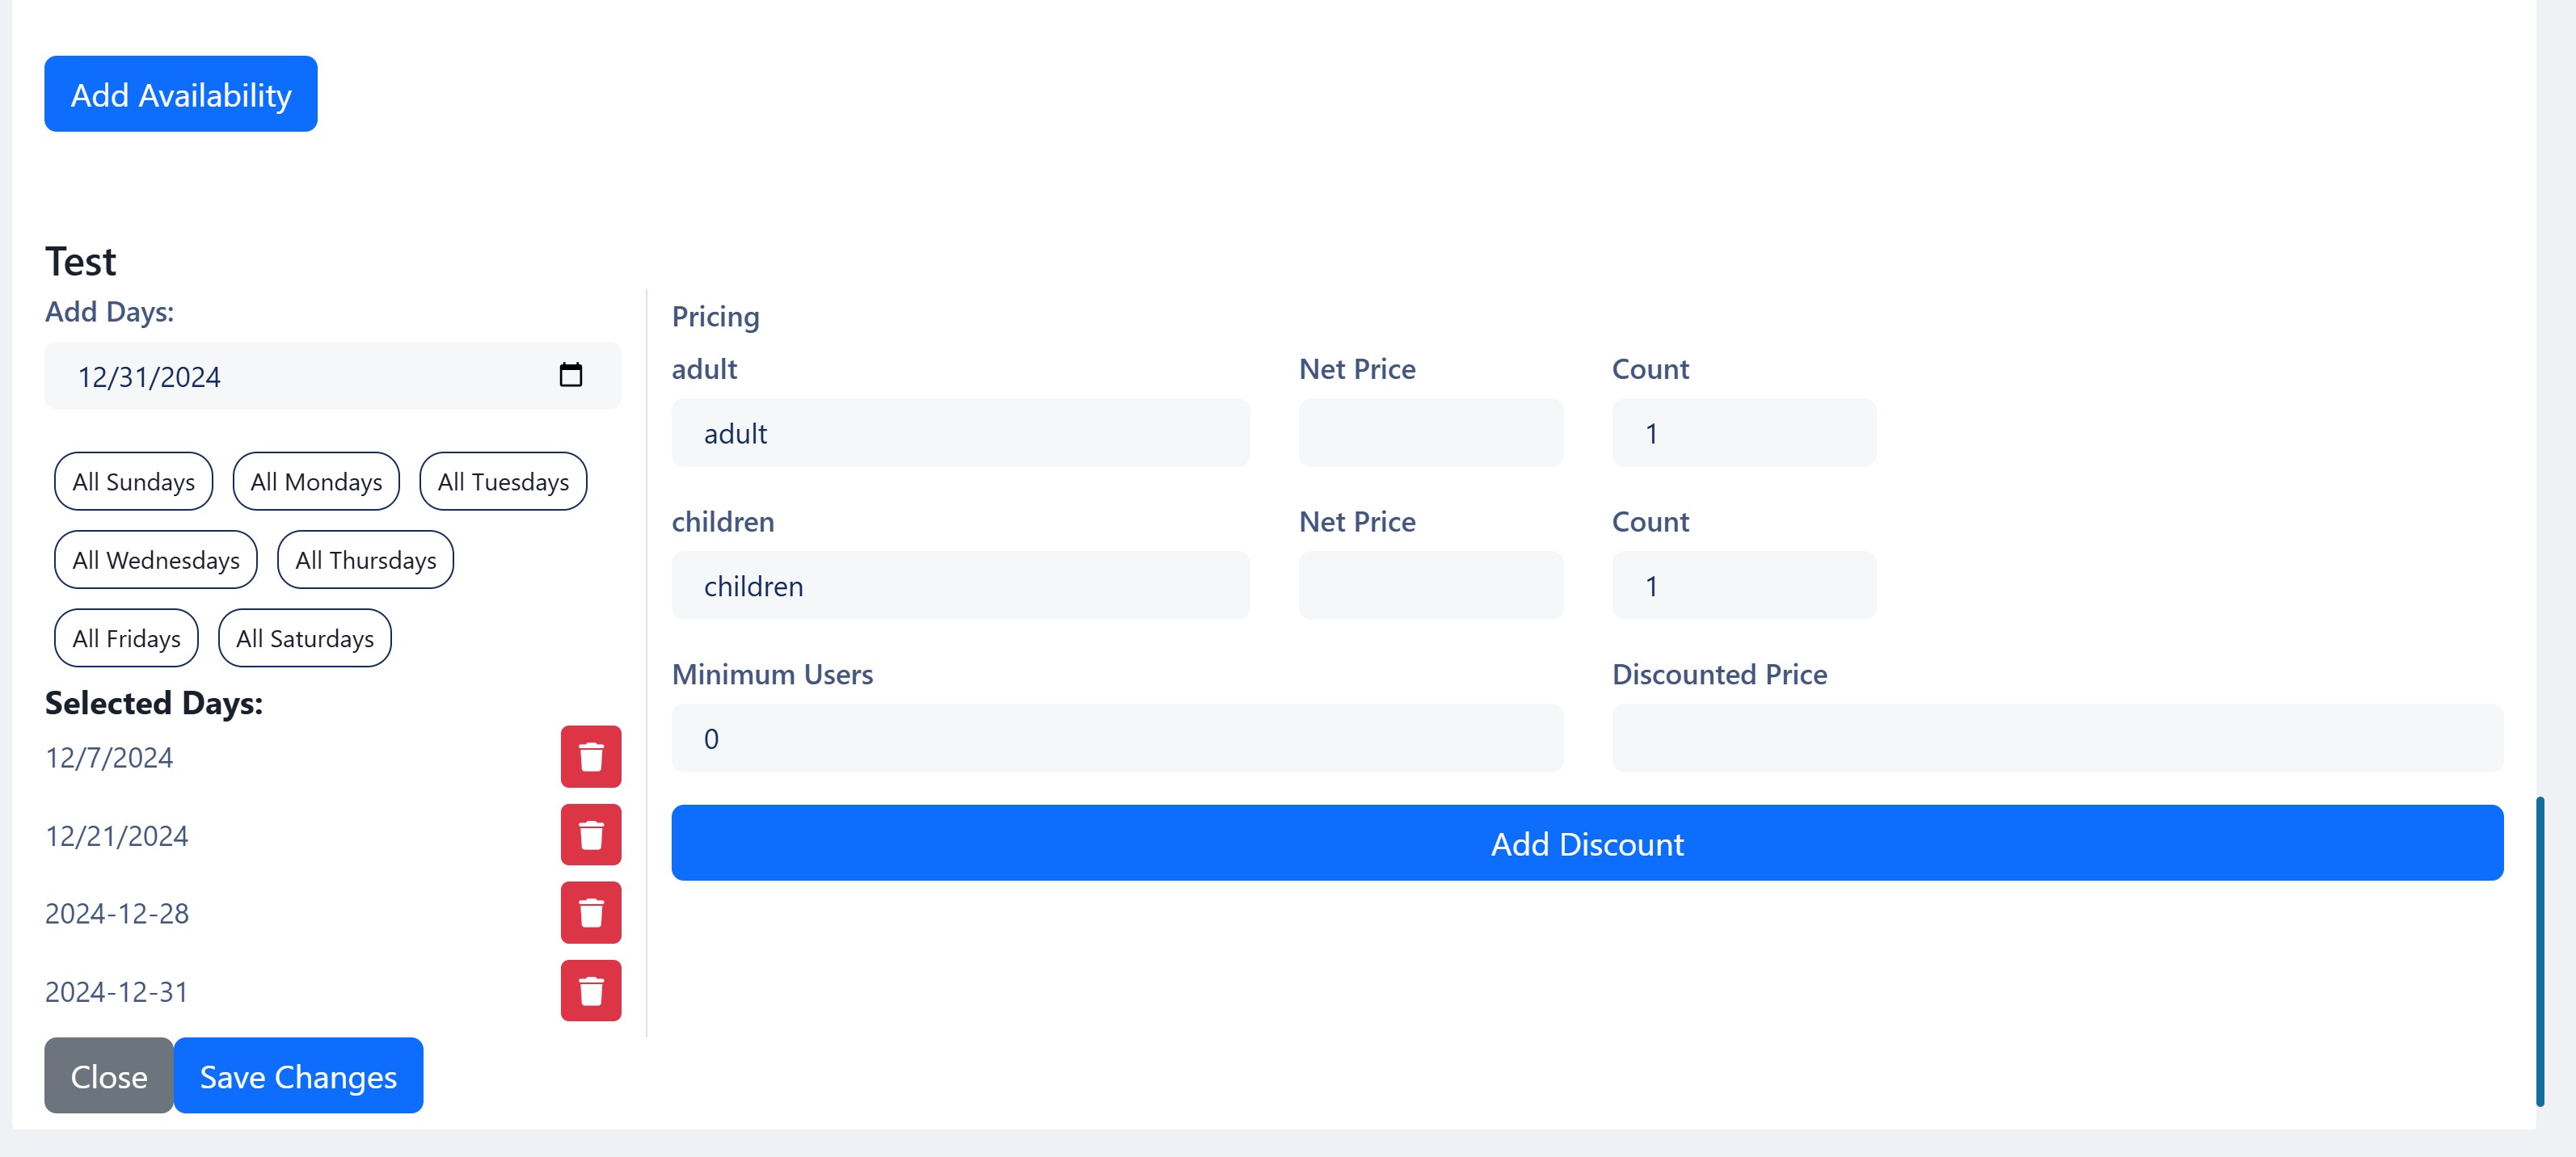 Add Availability
Test
Add Days:
12/31/2024
All Sundays
All Mondays
All Tuesdays
All Wednesdays
All Thursdays
All Fridays
All Saturdays
Selected Days:
12/7/2024
12/21/2024
2024-12-28
2024-12-31
Close
Save Changes
Pricing
adult
Net Price
Count
adult
1
children
Net Price
Count
children
1
Minimum Users
Discounted Price
0
Add Discount